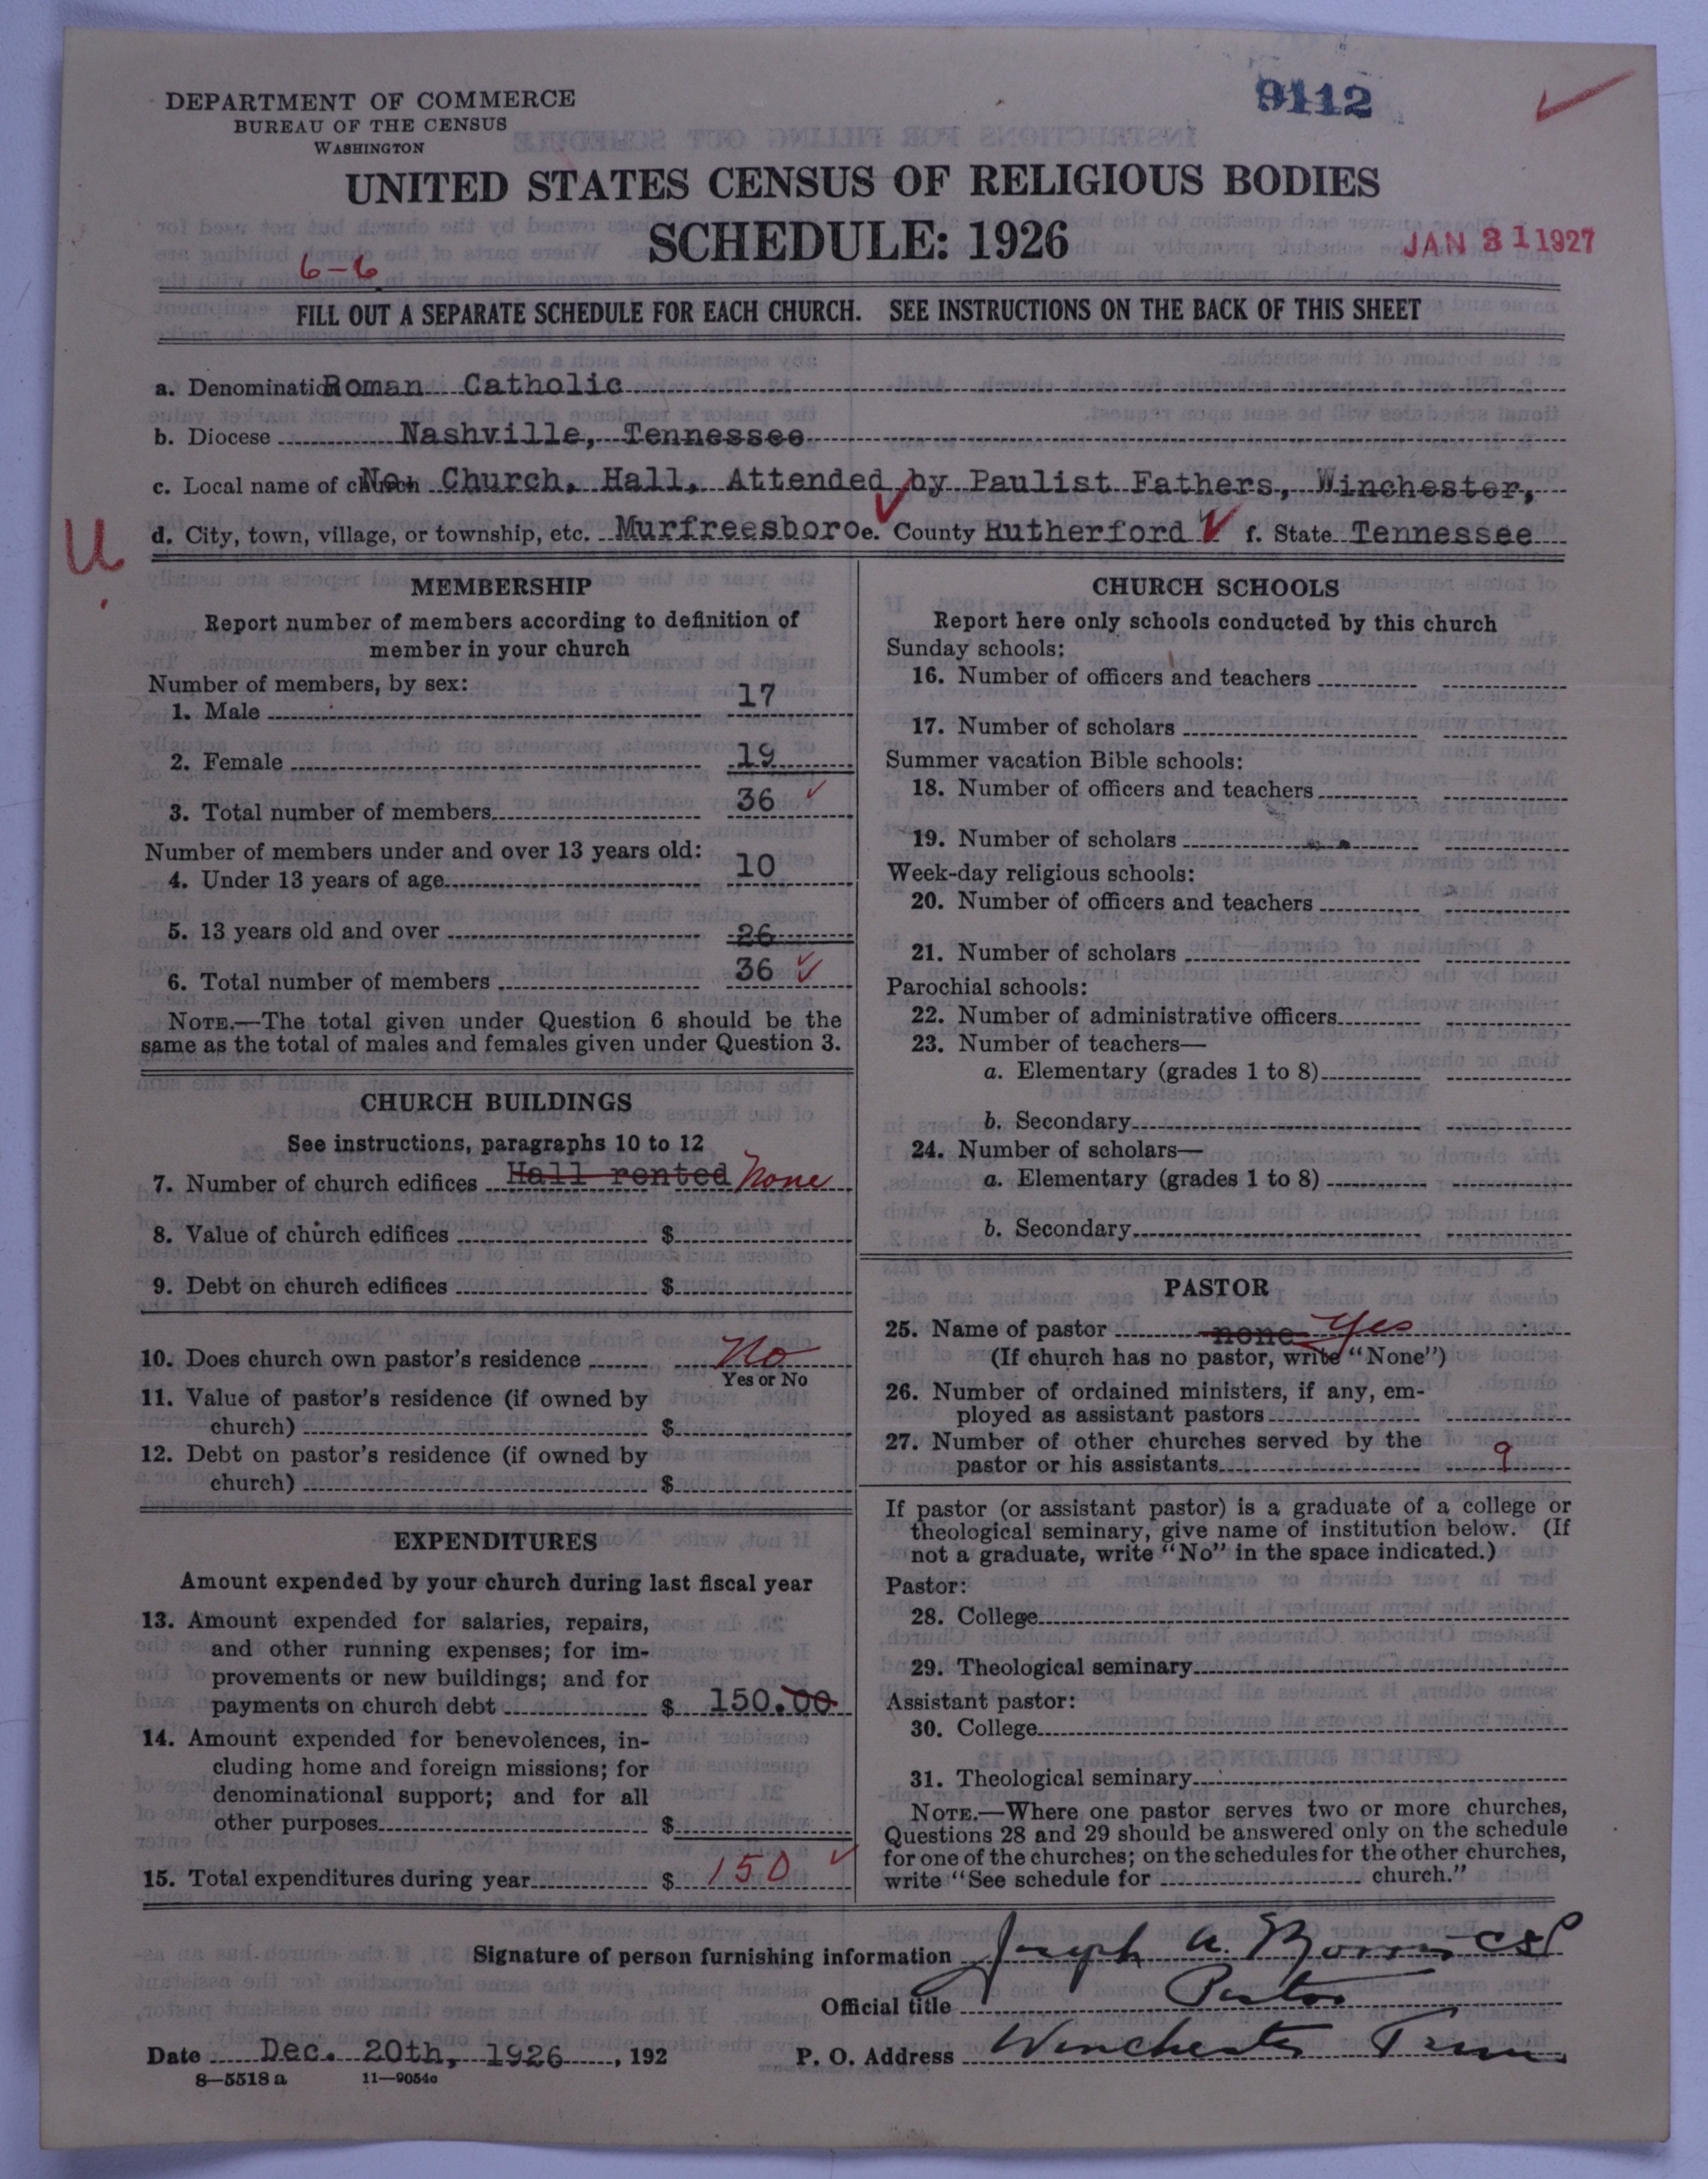 DEPARTMENT OF COMMERCE
BUREAU OF THE CENSUS
WASHINGTON
9112
UNITED STATES CENSUS OF RELIGIOUS BODIES
SCHEDULE: 1926
JAN 31 1927
6-6
FILL OUT A SEPARATE SCHEDULE FOR EACH CHURCH. SEE INSTRUCTIONS ON THE BACK OF THIS SHEET
a. Denomination Roman Catholic
b. Diocese Nashville, Tennessee
c. Local name of church No Church, Hall, Attended by Paulist Fathers, Winchester,
d. City, town, village, or township, etc. Murfreesboro e. County Rutherford f. State Tennessee
U
MEMBERSHIP
Report number of members according to definition of
member in your church
Number of members, by sex:
1. Male 17
2. Female 19
3. Total number of members 36
Number of members under and over 13 years old:
4. Under 13 years of age 10
5. 13 years old and over 26
6. Total number of members 36
NOTE.—The total given under Question 6 should be the
same as the total of males and females given under Question 3.
CHURCH BUILDINGS
See instructions, paragraphs 10 to 12
7. Number of church edifices Hall rented None
8. Value of church edifices $
9. Debt on church edifices $
10. Does church own pastor's residence No
Yes or No
11. Value of pastor's residence (if owned by
church) $
12. Debt on pastor's residence (if owned by
church) $
EXPENDITURES
Amount expended by your church during last fiscal year
13. Amount expended for salaries, repairs,
and other running expenses; for im-
provements or new buildings; and for
payments on church debt $ 150.00
14. Amount expended for benevolences, in-
cluding home and foreign missions; for
denominational support; and for all
other purposes $
15. Total expenditures during year $ 150
CHURCH SCHOOLS
Report here only schools conducted by this church
Sunday schools:
16. Number of officers and teachers
17. Number of scholars
Summer vacation Bible schools:
18. Number of officers and teachers
19. Number of scholars
Week-day religious schools:
20. Number of officers and teachers
21. Number of scholars
Parochial schools:
22. Number of administrative officers
23. Number of teachers—
a. Elementary (grades 1 to 8)
b. Secondary
24. Number of scholars—
a. Elementary (grades 1 to 8)
b. Secondary
PASTOR
25. Name of pastor none Yes
(If church has no pastor, write "None")
26. Number of ordained ministers, if any, em-
ployed as assistant pastors
27. Number of other churches served by the
pastor or his assistants 9
If pastor (or assistant pastor) is a graduate of a college or
theological seminary, give name of institution below. (If
not a graduate, write "No" in the space indicated.)
Pastor:
28. College
29. Theological seminary
Assistant pastor:
30. College
31. Theological seminary
NOTE.—Where one pastor serves two or more churches,
Questions 28 and 29 should be answered only on the schedule
for one of the churches; on the schedules for the other churches,
write "See schedule for church."
Signature of person furnishing information Joseph A.
Official title Pastor
Date Dec. 20th, 1926, 192 P. O. Address Winchester Tenn.
8—5518 a 11—9054c